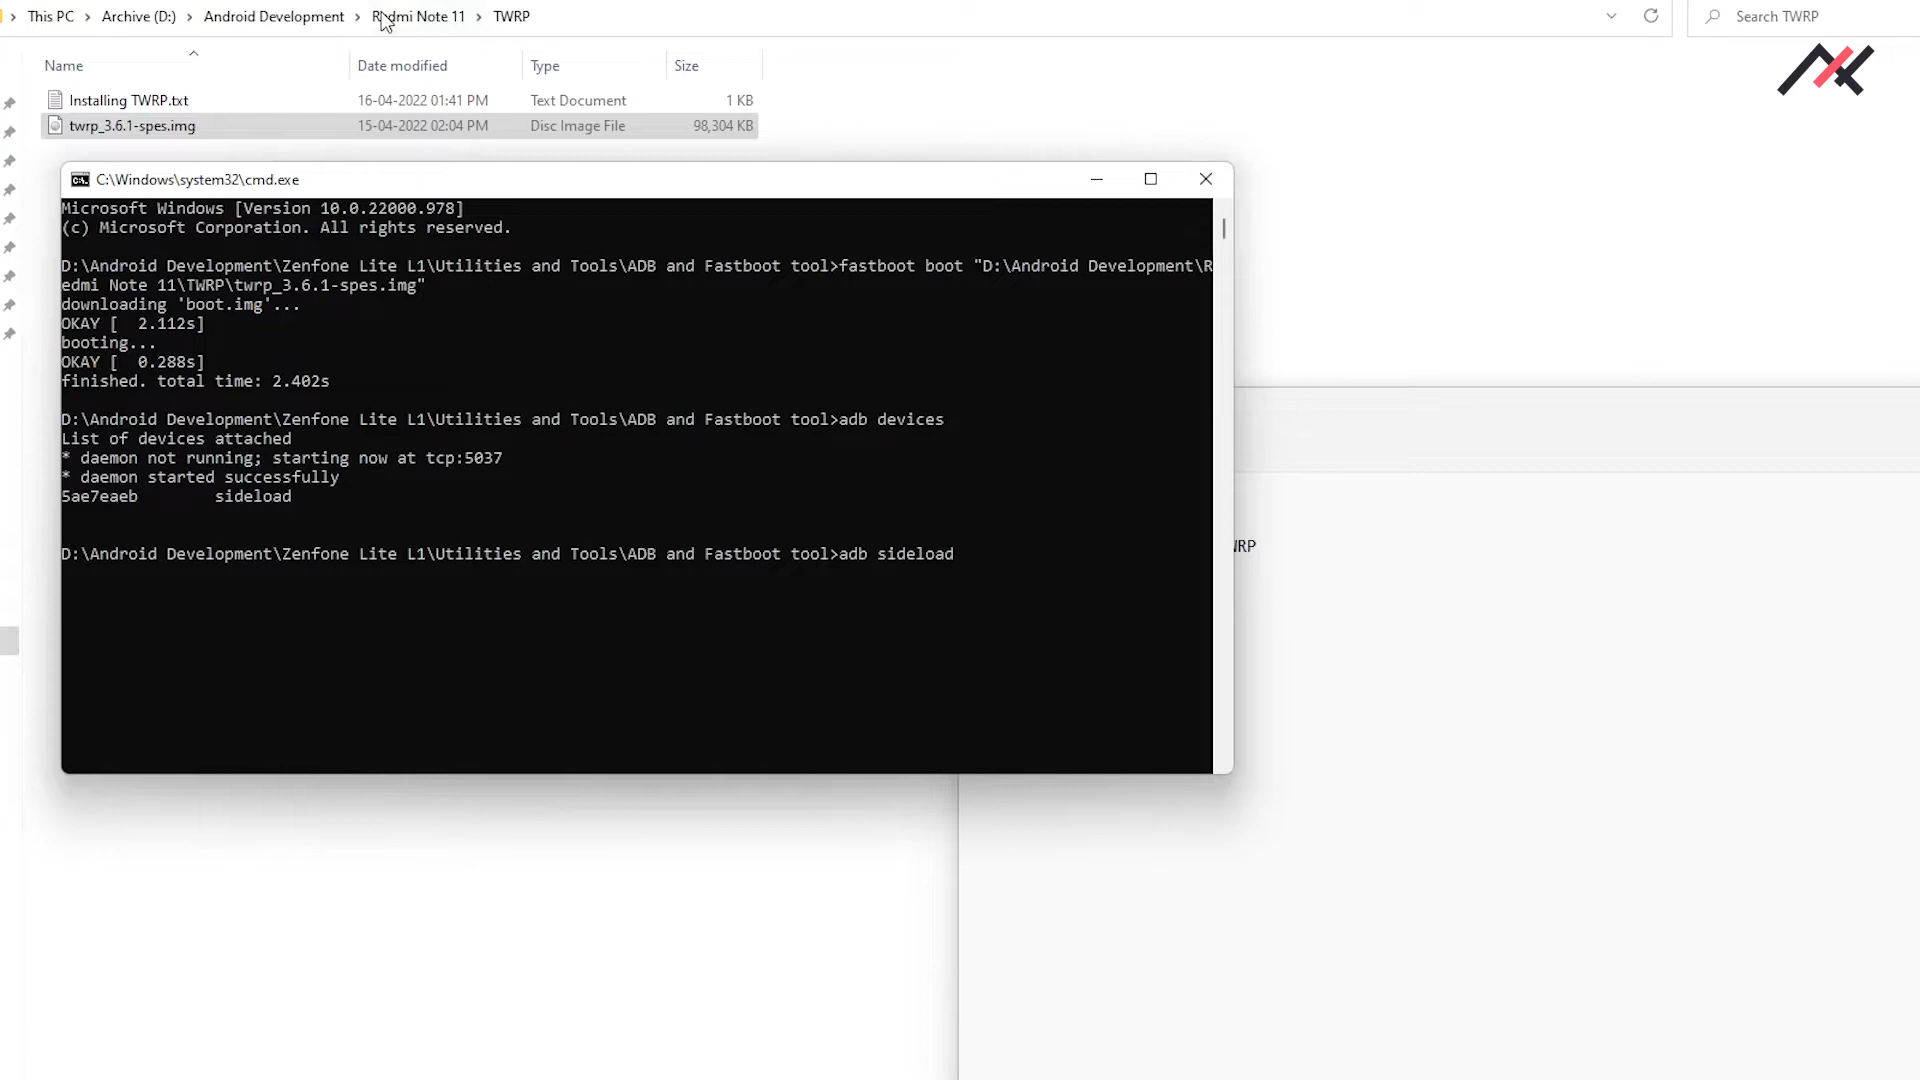 This PC > Archive (D:) > Android Development > Redmi Note 11 > TWRP
Search TWRP
Name Date modified Type Size
Installing TWRP.txt 16-04-2022 01:41 PM Text Document 1 KB
twrp_3.6.1-spes.img 15-04-2022 02:04 PM Disc Image File 98,304 KB
C:\Windows\system32\cmd.exe
Microsoft Windows [Version 10.0.22000.978]
(c) Microsoft Corporation. All rights reserved.
D:\Android Development\Zenfone Lite L1\Utilities and Tools\ADB and Fastboot tool>fastboot boot "D:\Android Development\R
edmi Note 11\TWRP\twrp_3.6.1-spes.img"
downloading 'boot.img'...
OKAY [  2.112s]
booting...
OKAY [  0.288s]
finished. total time: 2.402s
D:\Android Development\Zenfone Lite L1\Utilities and Tools\ADB and Fastboot tool>adb devices
List of devices attached
* daemon not running; starting now at tcp:5037
* daemon started successfully
5ae7eaeb        sideload
D:\Android Development\Zenfone Lite L1\Utilities and Tools\ADB and Fastboot tool>adb sideload